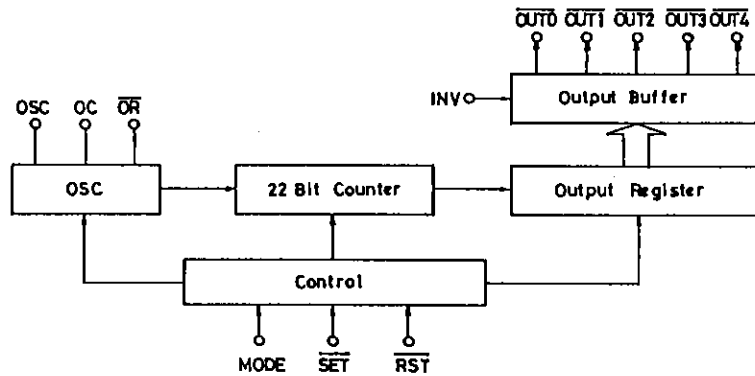 OUT0 OUT1 OUT2 OUT3 OUT4
INV Output Buffer
OSC OC OR
OSC 22 Bit Counter Output Register
Control
MODE SET RST